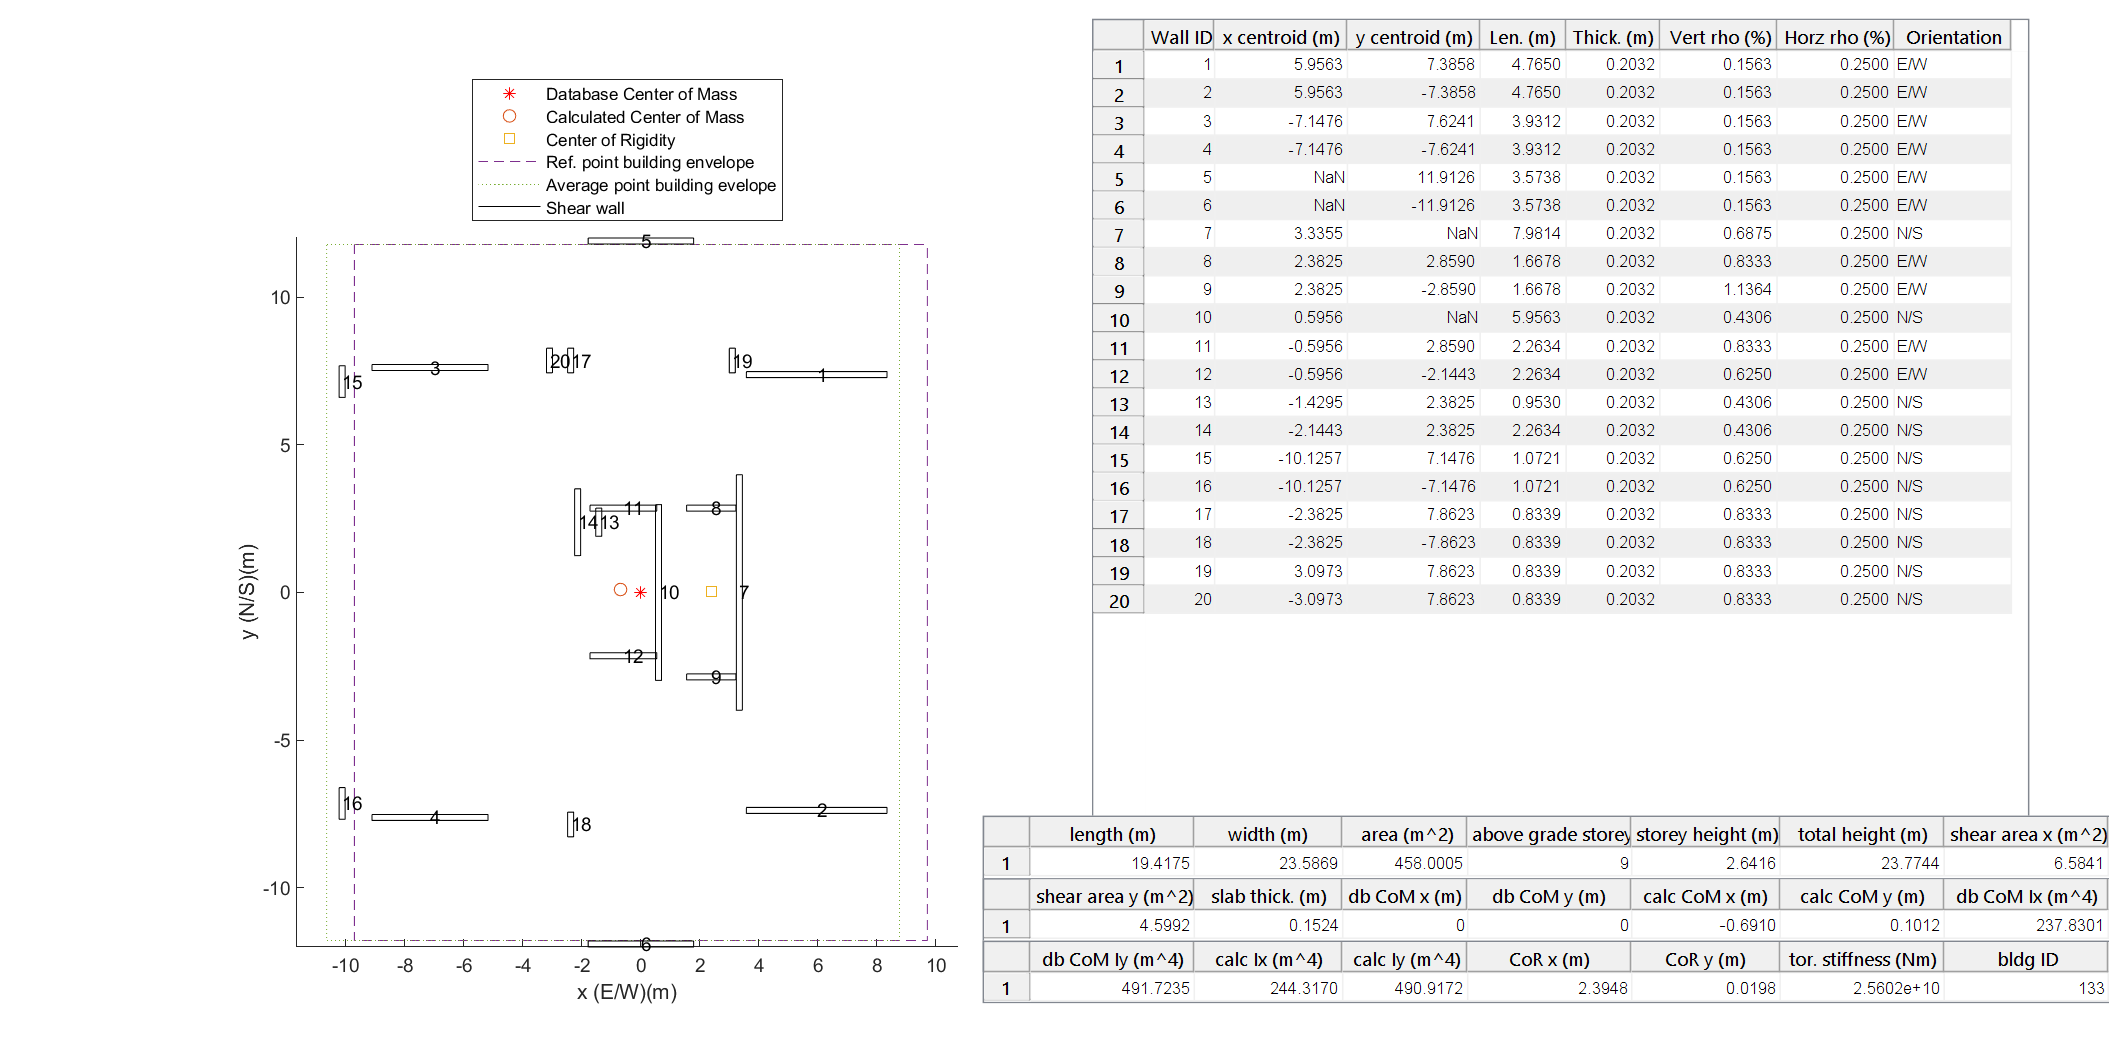 Database Center of Mass
Calculated Center of Mass
Center of Rigidity
Ref. point building envelope
Average point building evelope
Shear wall
5
10
3
20 17
19
1
15
5
11
8
14 13
y (N/S)(m)
0
10
7
12
9
-5
16
4
18
2
-10
6
-10 -8 -6 -4 -2 0 2 4 6 8 10
x (E/W)(m)
Wall ID x centroid (m) y centroid (m) Len. (m) Thick. (m) Vert rho (%) Horz rho (%) Orientation
1 1 5.9563 7.3858 4.7650 0.2032 0.1563 0.2500 E/W
2 2 5.9563 -7.3858 4.7650 0.2032 0.1563 0.2500 E/W
3 3 -7.1476 7.6241 3.9312 0.2032 0.1563 0.2500 E/W
4 4 -7.1476 -7.6241 3.9312 0.2032 0.1563 0.2500 E/W
5 5 NaN 11.9126 3.5738 0.2032 0.1563 0.2500 E/W
6 6 NaN -11.9126 3.5738 0.2032 0.1563 0.2500 E/W
7 7 3.3355 NaN 7.9814 0.2032 0.6875 0.2500 N/S
8 8 2.3825 2.8590 1.6678 0.2032 0.8333 0.2500 E/W
9 9 2.3825 -2.8590 1.6678 0.2032 1.1364 0.2500 E/W
10 10 0.5956 NaN 5.9563 0.2032 0.4306 0.2500 N/S
11 11 -0.5956 2.8590 2.2634 0.2032 0.8333 0.2500 E/W
12 12 -0.5956 -2.1443 2.2634 0.2032 0.6250 0.2500 E/W
13 13 -1.4295 2.3825 0.9530 0.2032 0.4306 0.2500 N/S
14 14 -2.1443 2.3825 2.2634 0.2032 0.4306 0.2500 N/S
15 15 -10.1257 7.1476 1.0721 0.2032 0.6250 0.2500 N/S
16 16 -10.1257 -7.1476 1.0721 0.2032 0.6250 0.2500 N/S
17 17 -2.3825 7.8623 0.8339 0.2032 0.8333 0.2500 N/S
18 18 -2.3825 -7.8623 0.8339 0.2032 0.8333 0.2500 N/S
19 19 3.0973 7.8623 0.8339 0.2032 0.8333 0.2500 N/S
20 20 -3.0973 7.8623 0.8339 0.2032 0.8333 0.2500 N/S
length (m) width (m) area (m^2) above grade storey storey height (m) total height (m) shear area x (m^2)
1 19.4175 23.5869 458.0005 9 2.6416 23.7744 6.5841
shear area y (m^2) slab thick. (m) db CoM x (m) db CoM y (m) calc CoM x (m) calc CoM y (m) db CoM Ix (m^4)
1 4.5992 0.1524 0 0 -0.6910 0.1012 237.8301
db CoM Iy (m^4) calc Ix (m^4) calc Iy (m^4) CoR x (m) CoR y (m) tor. stiffness (Nm) bldg ID
1 491.7235 244.3170 490.9172 2.3948 0.0198 2.5602e+10 133